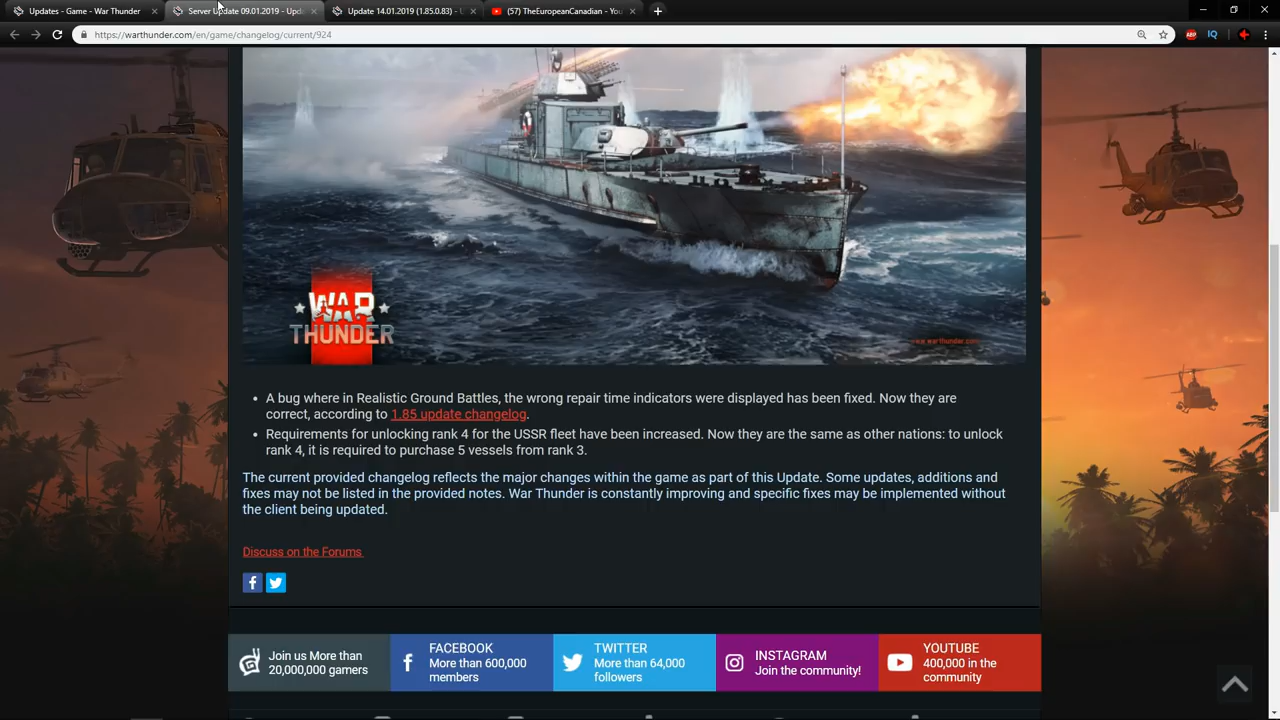 Updates - Game - War Thunder
Server Update 09.01.2019 - Upd
Update 14.01.2019 (1.85.0.83) - U
(57) TheEuropeanCanadian - You
https://warthunder.com/en/game/changelog/current/924
ABP
IQ
WAR
THUNDER
www.warthunder.com
• A bug where in Realistic Ground Battles, the wrong repair time indicators were displayed has been fixed. Now they are
correct, according to 1.85 update changelog.
• Requirements for unlocking rank 4 for the USSR fleet have been increased. Now they are the same as other nations: to unlock
rank 4, it is required to purchase 5 vessels from rank 3.
The current provided changelog reflects the major changes within the game as part of this Update. Some updates, additions and
fixes may not be listed in the provided notes. War Thunder is constantly improving and specific fixes may be implemented without
the client being updated.
Discuss on the Forums
Join us More than
20,000,000 gamers
FACEBOOK
More than 600,000
members
TWITTER
More than 64,000
followers
INSTAGRAM
Join the community!
YOUTUBE
400,000 in the
community